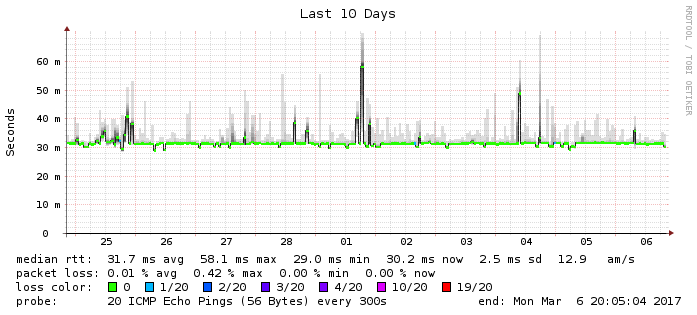 Last 10 Days
RRDTOOL / TOBI OETIKER
Seconds
60 m
50 m
40 m
30 m
20 m
10 m
0
25 26 27 28 01 02 03 04 05 06
median rtt: 31.7 ms avg 58.1 ms max 29.0 ms min 30.2 ms now 2.5 ms sd 12.9 am/s
packet loss: 0.01 % avg 0.42 % max 0.00 % min 0.00 % now
loss color: 0 1/20 2/20 3/20 4/20 10/20 19/20
probe: 20 ICMP Echo Pings (56 Bytes) every 300s end: Mon Mar 6 20:05:04 2017